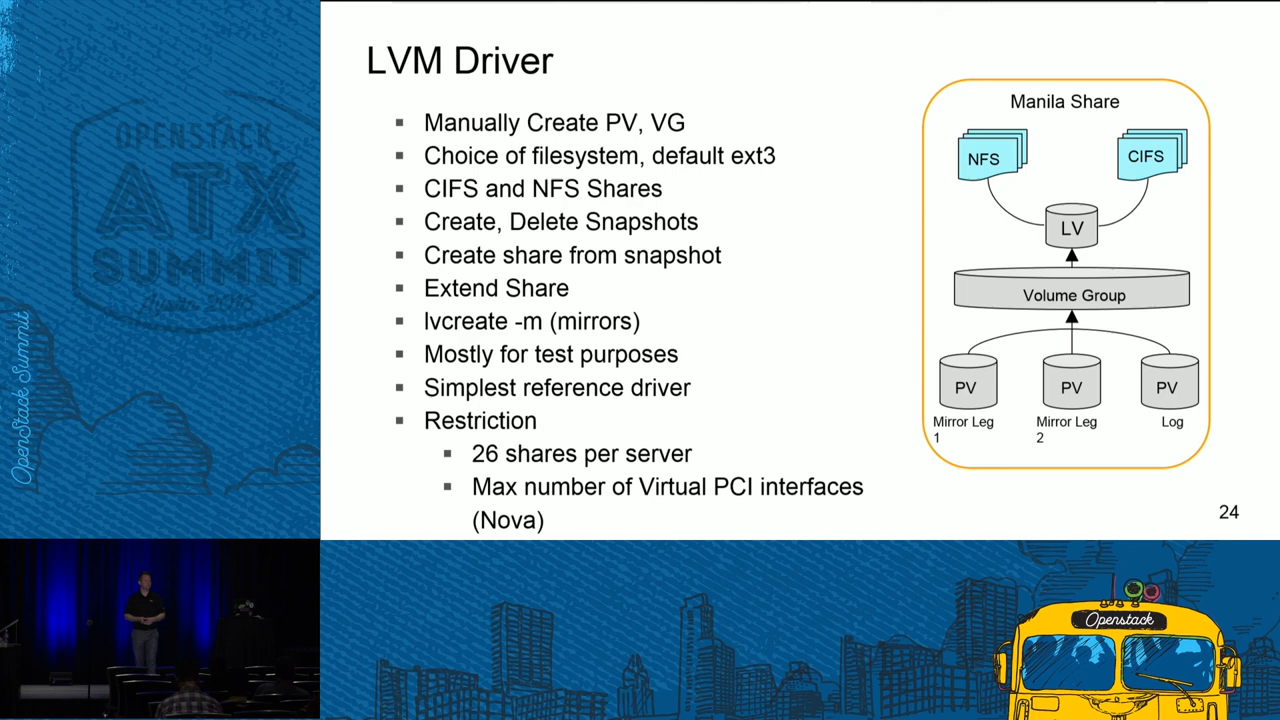 LVM Driver
Manually Create PV, VG
Choice of filesystem, default ext3
CIFS and NFS Shares
Create, Delete Snapshots
Create share from snapshot
Extend Share
lvcreate -m (mirrors)
Mostly for test purposes
Simplest reference driver
Restriction
26 shares per server
Max number of Virtual PCI interfaces
(Nova)
Manila Share
NFS
CIFS
LV
Volume Group
PV
PV
PV
Mirror Leg
1
Mirror Leg
2
Log
24
OPENSTACK
ATX
SUMMIT
Austin 2016
OpenStack Summit
Openstack